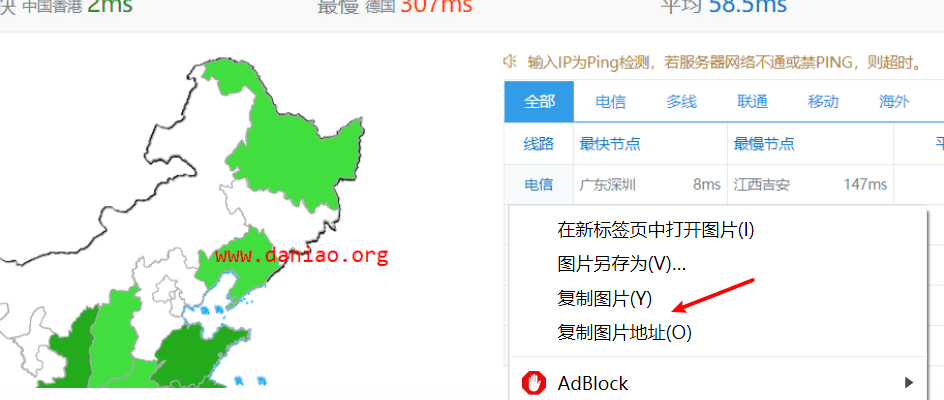 快 中国香港 2ms 最慢 德国 307ms 平均 58.5ms
输入IP为Ping检测，若服务器网络不通或禁PING，则超时。
全部 电信 多线 联通 移动 海外
线路 最快节点 最慢节点 平
电信 广东深圳 8ms 江西吉安 147ms
在新标签页中打开图片(I)
www.daniao.org
图片另存为(V)...
复制图片(Y)
渤 海
复制图片地址(O)
黄 海
AdBlock